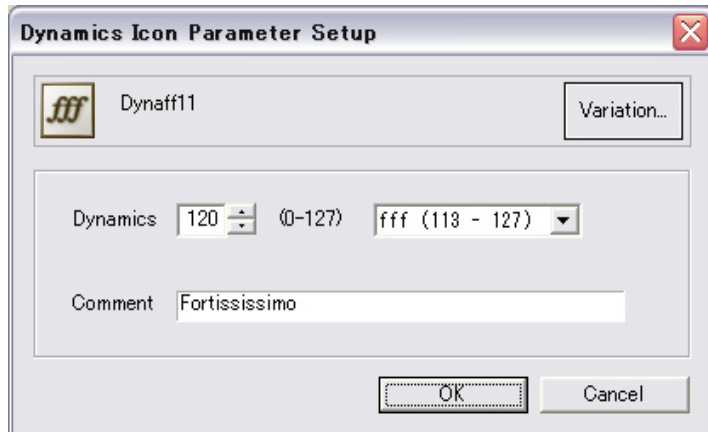 Dynamics Icon Parameter Setup
fff Dynaff11 Variation...
Dynamics 120 (0-127) fff (113 - 127)
Comment Fortississimo
OK Cancel